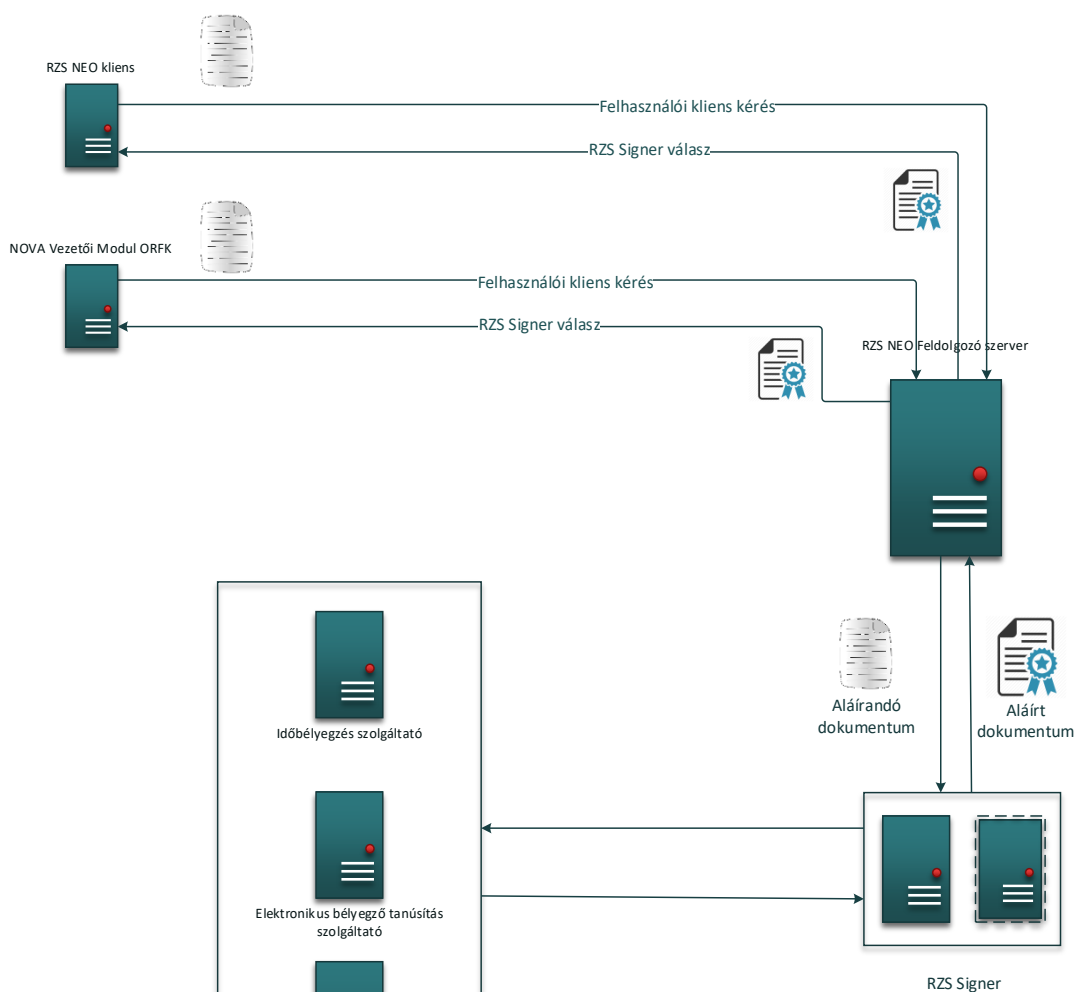 RZS NEO kliens
Felhasználói kliens kérés
RZS Signer válasz
NOVA Vezetői Modul ORFK
Felhasználói kliens kérés
RZS Signer válasz
RZS NEO Feldolgozó szerver
Időbélyegzés szolgáltató
Aláírandó
dokumentum
Aláírt
dokumentum
Elektronikus bélyegző tanúsítás
szolgáltató
RZS Signer